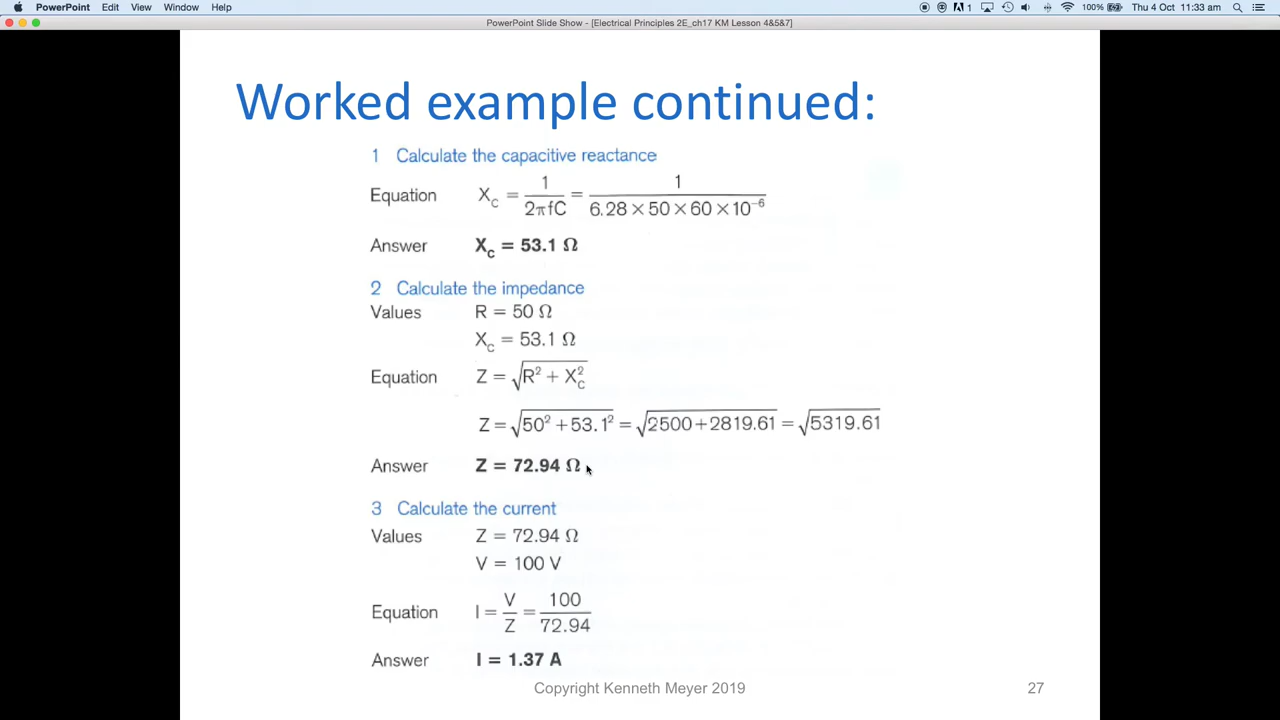 PowerPoint Edit View Window Help 1 100% Thu 4 Oct 11:33 am
PowerPoint Slide Show - [Electrical Principles 2E_ch17 KM Lesson 4&5&7]
Worked example continued:
1 Calculate the capacitive reactance
Equation X_C = 1/(2πfC) = 1/(6.28 × 50 × 60 × 10⁻⁶)
Answer X_C = 53.1 Ω
2 Calculate the impedance
Values R = 50 Ω
X_C = 53.1 Ω
Equation Z = √(R² + X_C²)
Z = √(50² + 53.1²) = √(2500 + 2819.61) = √5319.61
Answer Z = 72.94 Ω
3 Calculate the current
Values Z = 72.94 Ω
V = 100 V
Equation I = V/Z = 100/72.94
Answer I = 1.37 A
Copyright Kenneth Meyer 2019 27